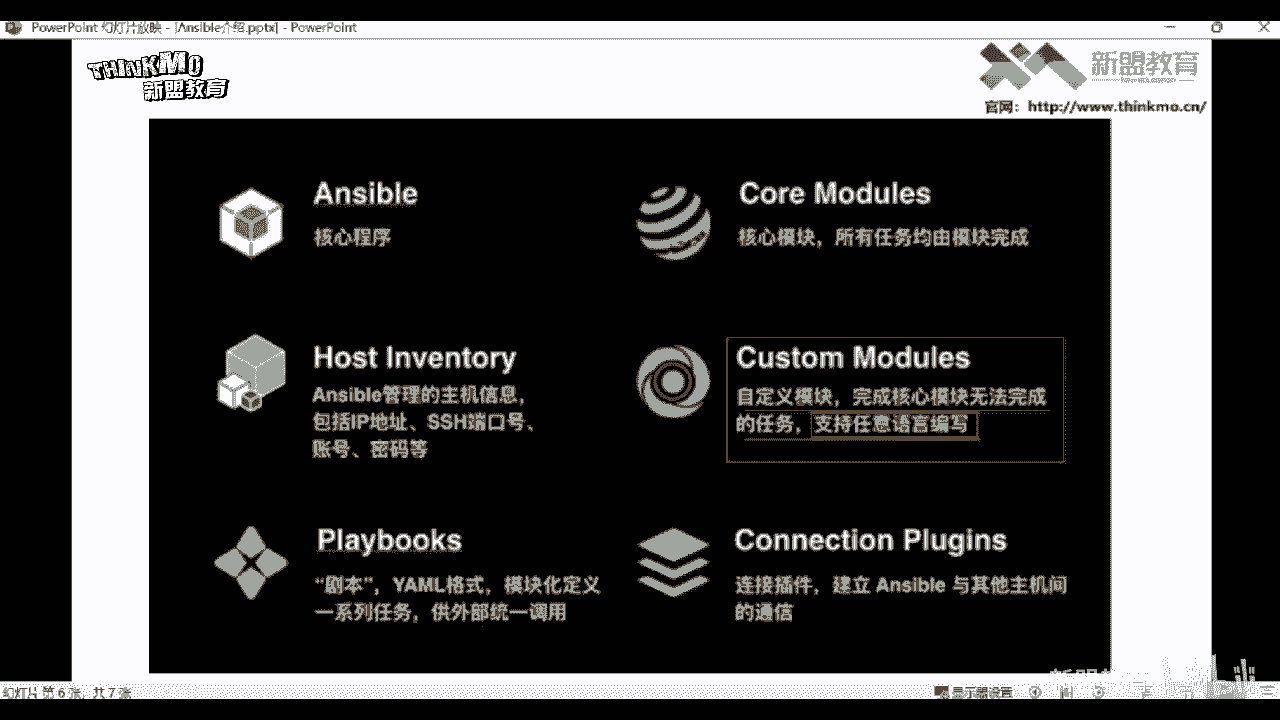 PowerPoint 幻灯片放映 - [Ansible介绍.pptx] - PowerPoint
THINKMO
新盟教育
新盟教育
官网：http://www.thinkmo.cn/
Ansible
核心程序
Core Modules
核心模块，所有任务均由模块完成
Host Inventory
Ansible管理的主机信息，
包括IP地址、SSH端口号、
账号、密码等
Custom Modules
自定义模块，完成核心模块无法完成
的任务，支持任意语言编写
Playbooks
“剧本”，YAML格式，模块化定义
一系列任务，供外部统一调用
Connection Plugins
连接插件，建立 Ansible 与其他主机间
的通信
幻灯片 第 6 张，共 7 张
显示器设置